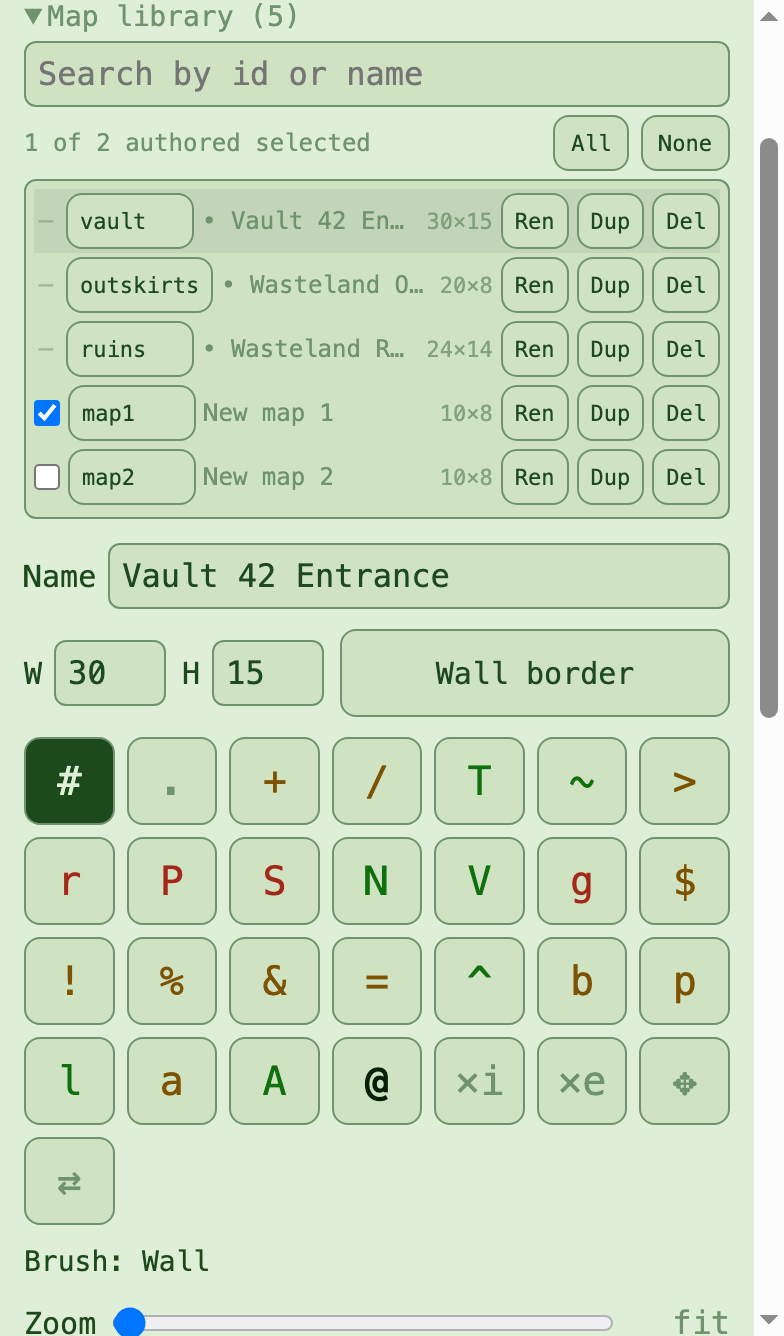 ▼Map library (5)
Search by id or name
1 of 2 authored selected All None
– vault • Vault 42 En… 30×15 Ren Dup Del
– outskirts • Wasteland O… 20×8 Ren Dup Del
– ruins • Wasteland R… 24×14 Ren Dup Del
map1 New map 1 10×8 Ren Dup Del
map2 New map 2 10×8 Ren Dup Del
Name Vault 42 Entrance
W 30 H 15 Wall border
# . + / T ~ >
r P S N V g $
! % & = ^ b p
l a A @ ×i ×e ✥
⇄
Brush: Wall
Zoom fit